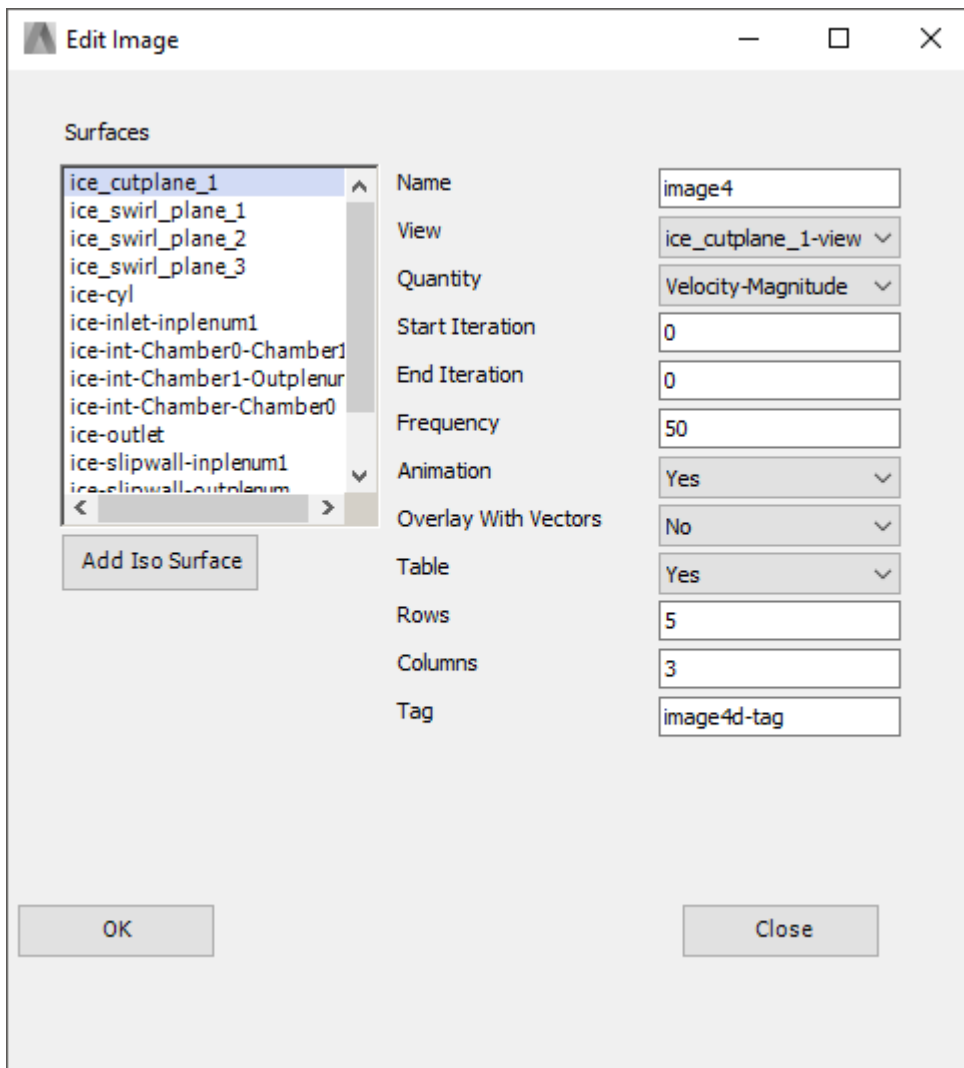 Edit Image
Surfaces
ice_cutplane_1
ice_swirl_plane_1
ice_swirl_plane_2
ice_swirl_plane_3
ice-cyl
ice-inlet-inplenum1
ice-int-Chamber0-Chamber1
ice-int-Chamber1-Outplenur
ice-int-Chamber-Chamber0
ice-outlet
ice-slipwall-inplenum1
ice-slipwall-outplenum
Add Iso Surface
Name image4
View ice_cutplane_1-view
Quantity Velocity-Magnitude
Start Iteration 0
End Iteration 0
Frequency 50
Animation Yes
Overlay With Vectors No
Table Yes
Rows 5
Columns 3
Tag image4d-tag
OK Close